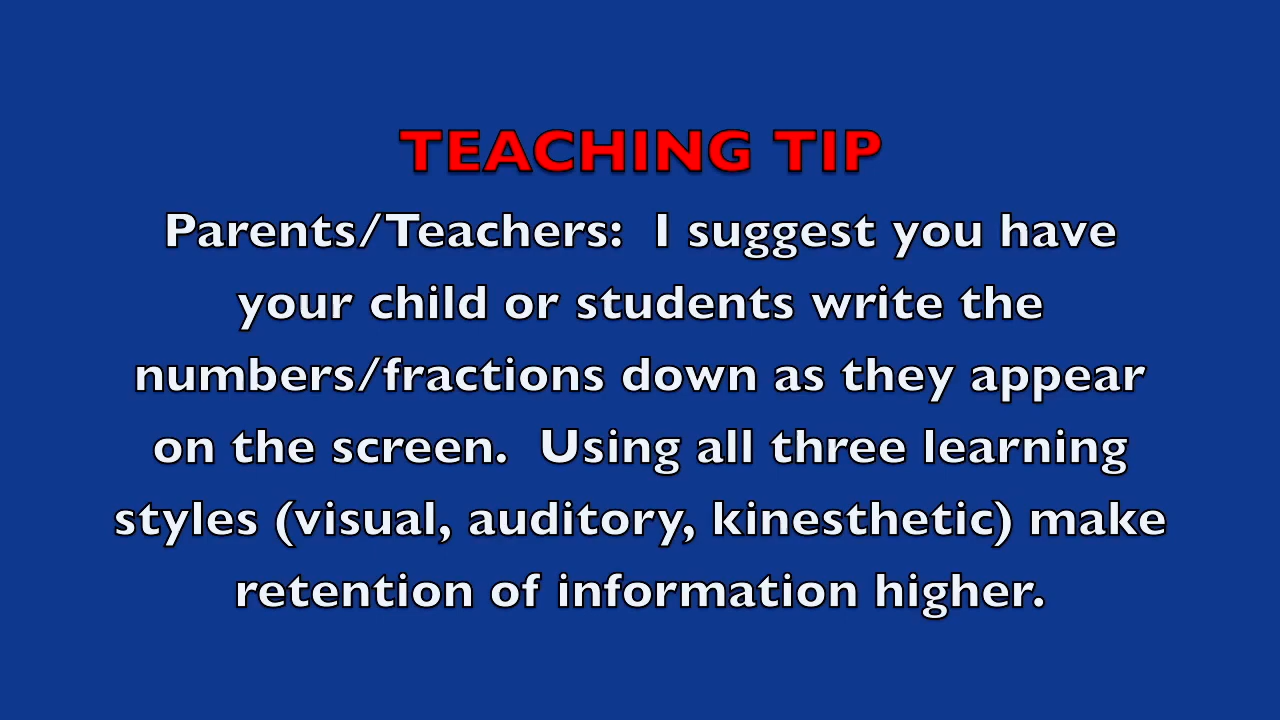 TEACHING TIP
Parents/Teachers:  I suggest you have
your child or students write the
numbers/fractions down as they appear
on the screen.  Using all three learning
styles (visual, auditory, kinesthetic) make
retention of information higher.